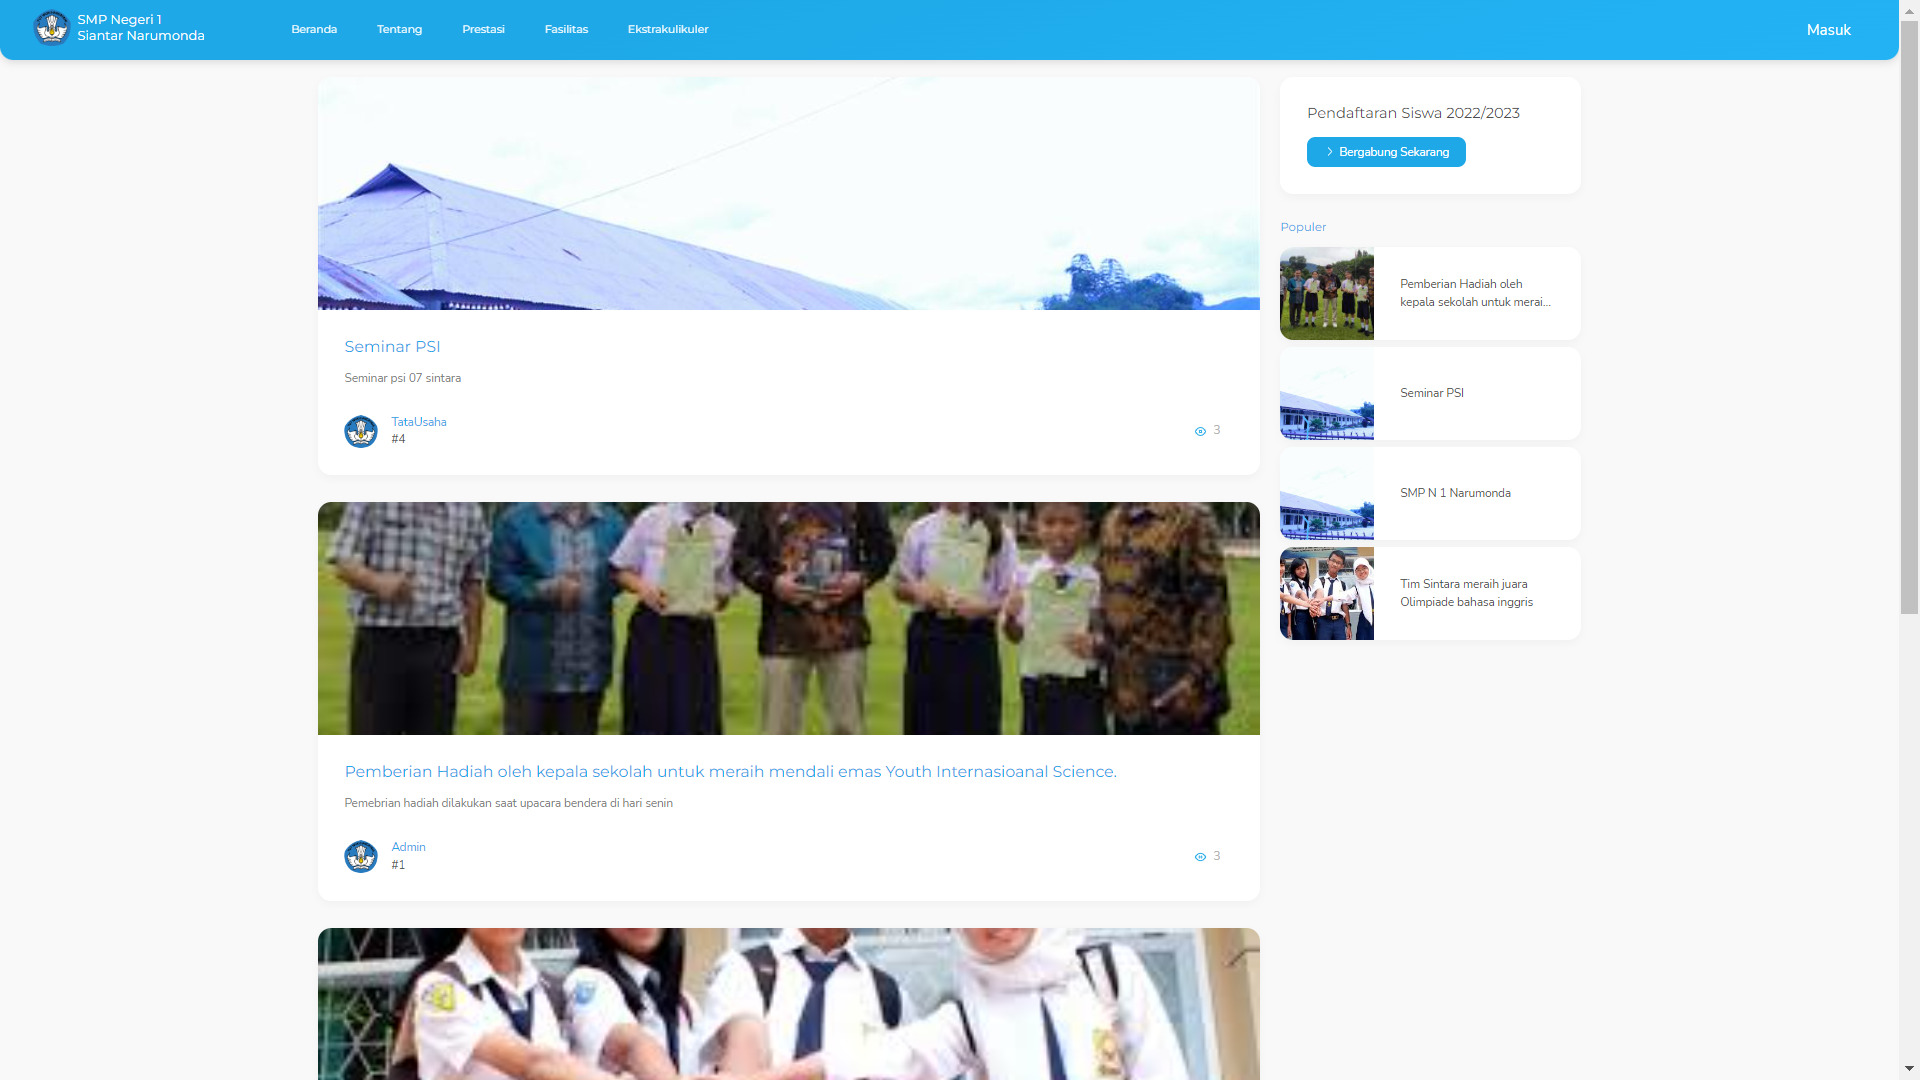 SMP Negeri 1
Siantar Narumonda
Beranda
Tentang
Prestasi
Fasilitas
Ekstrakulikuler
Masuk
Seminar PSI
Seminar psi 07 sintara
TataUsaha
#4
3
Pemberian Hadiah oleh kepala sekolah untuk meraih mendali emas Youth Internasioanal Science.
Pemebrian hadiah dilakukan saat upacara bendera di hari senin
Admin
#1
3
Pendaftaran Siswa 2022/2023
Bergabung Sekarang
Populer
Pemberian Hadiah oleh
kepala sekolah untuk merai...
Seminar PSI
SMP N 1 Narumonda
Tim Sintara meraih juara
Olimpiade bahasa inggris